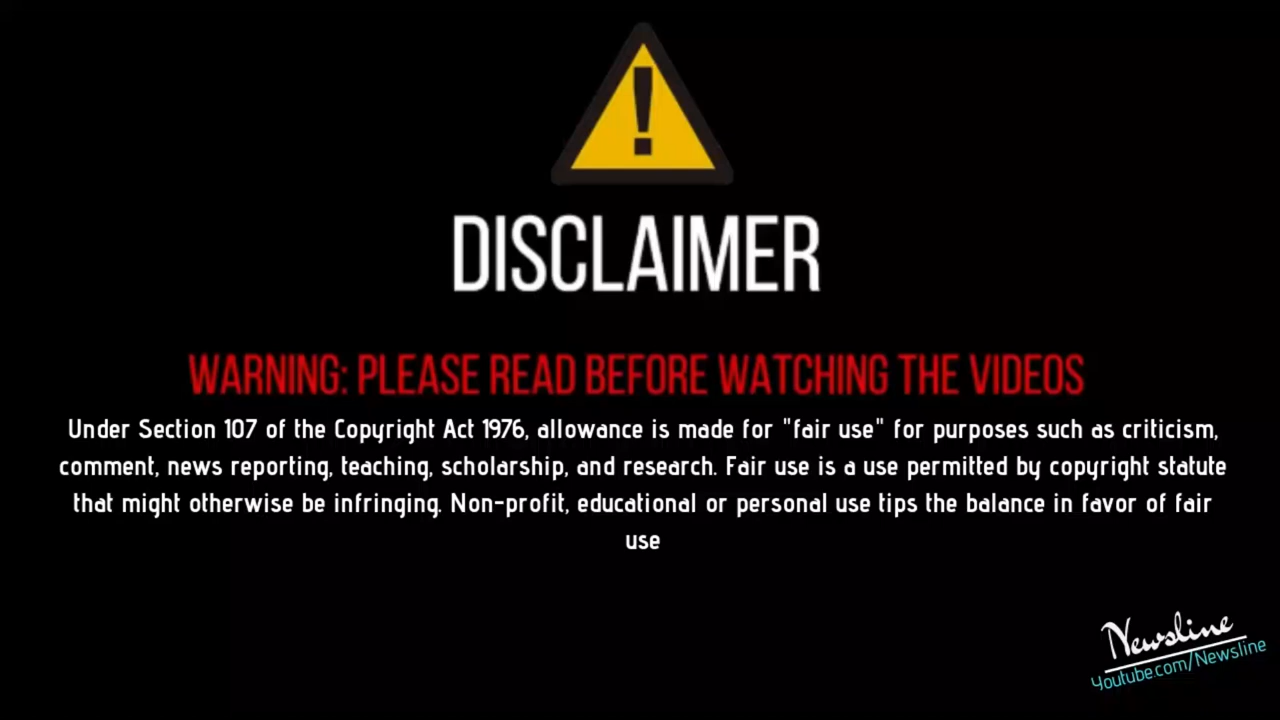 DISCLAIMER
WARNING: PLEASE READ BEFORE WATCHING THE VIDEOS
Under Section 107 of the Copyright Act 1976, allowance is made for "fair use" for purposes such as criticism,
comment, news reporting, teaching, scholarship, and research. Fair use is a use permitted by copyright statute
that might otherwise be infringing. Non-profit, educational or personal use tips the balance in favor of fair
use
Newsline
Youtube.com/Newsline